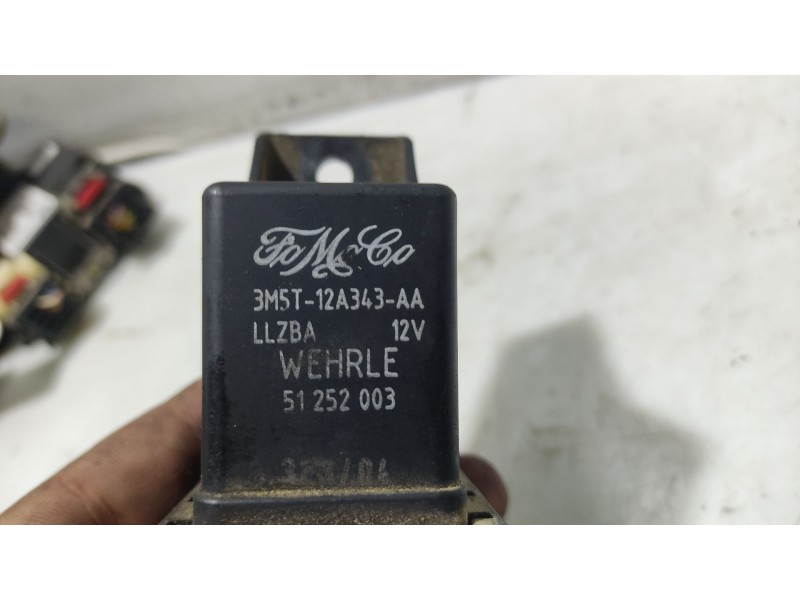 FoMoCo
3M5T-12A343-AA
LLZBA 12V
WEHRLE
51 252 003